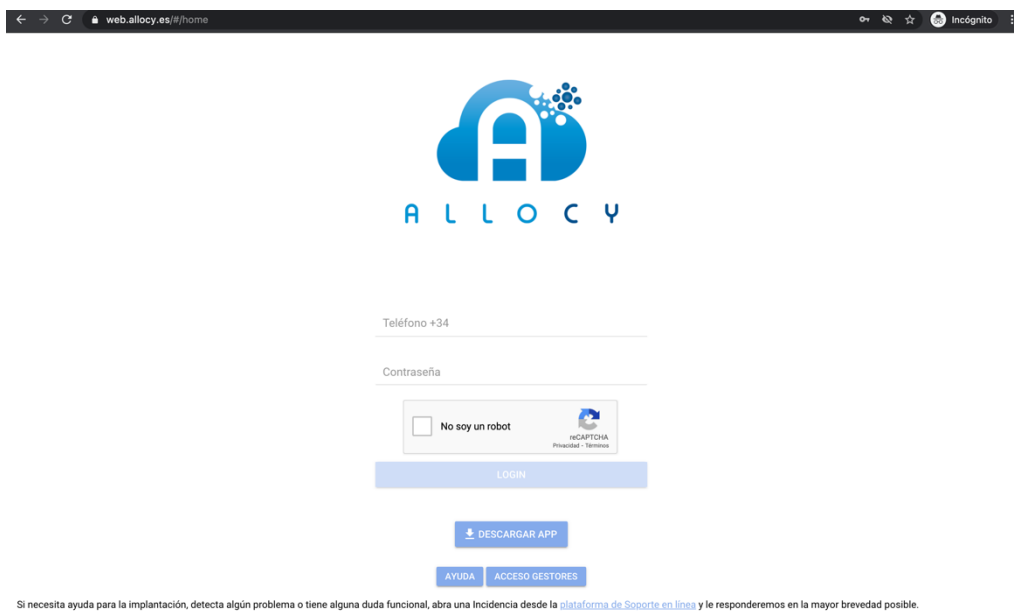 web.allocy.es/#/home
Incógnito
A
ALLOCY
Teléfono +34
Contraseña
No soy un robot
reCAPTCHA
Privacidad - Términos
LOGIN
DESCARGAR APP
AYUDA ACCESO GESTORES
Si necesita ayuda para la implantación, detecta algún problema o tiene alguna duda funcional, abra una Incidencia desde la plataforma de Soporte en línea y le responderemos en la mayor brevedad posible.